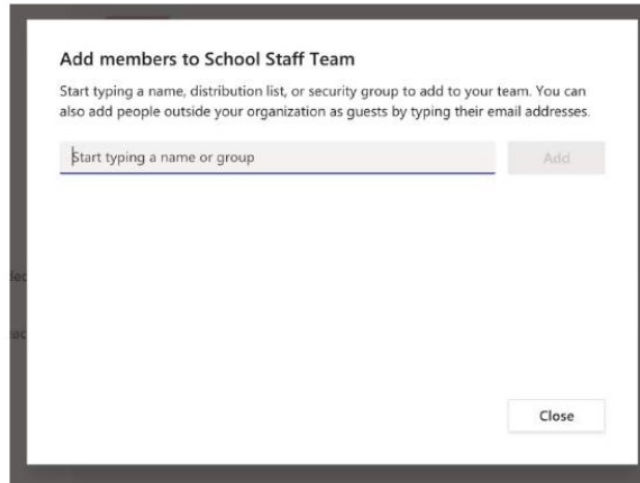 Add members to School Staff Team
Start typing a name, distribution list, or security group to add to your team. You can
also add people outside your organization as guests by typing their email addresses.
Start typing a name or group
Add
Close